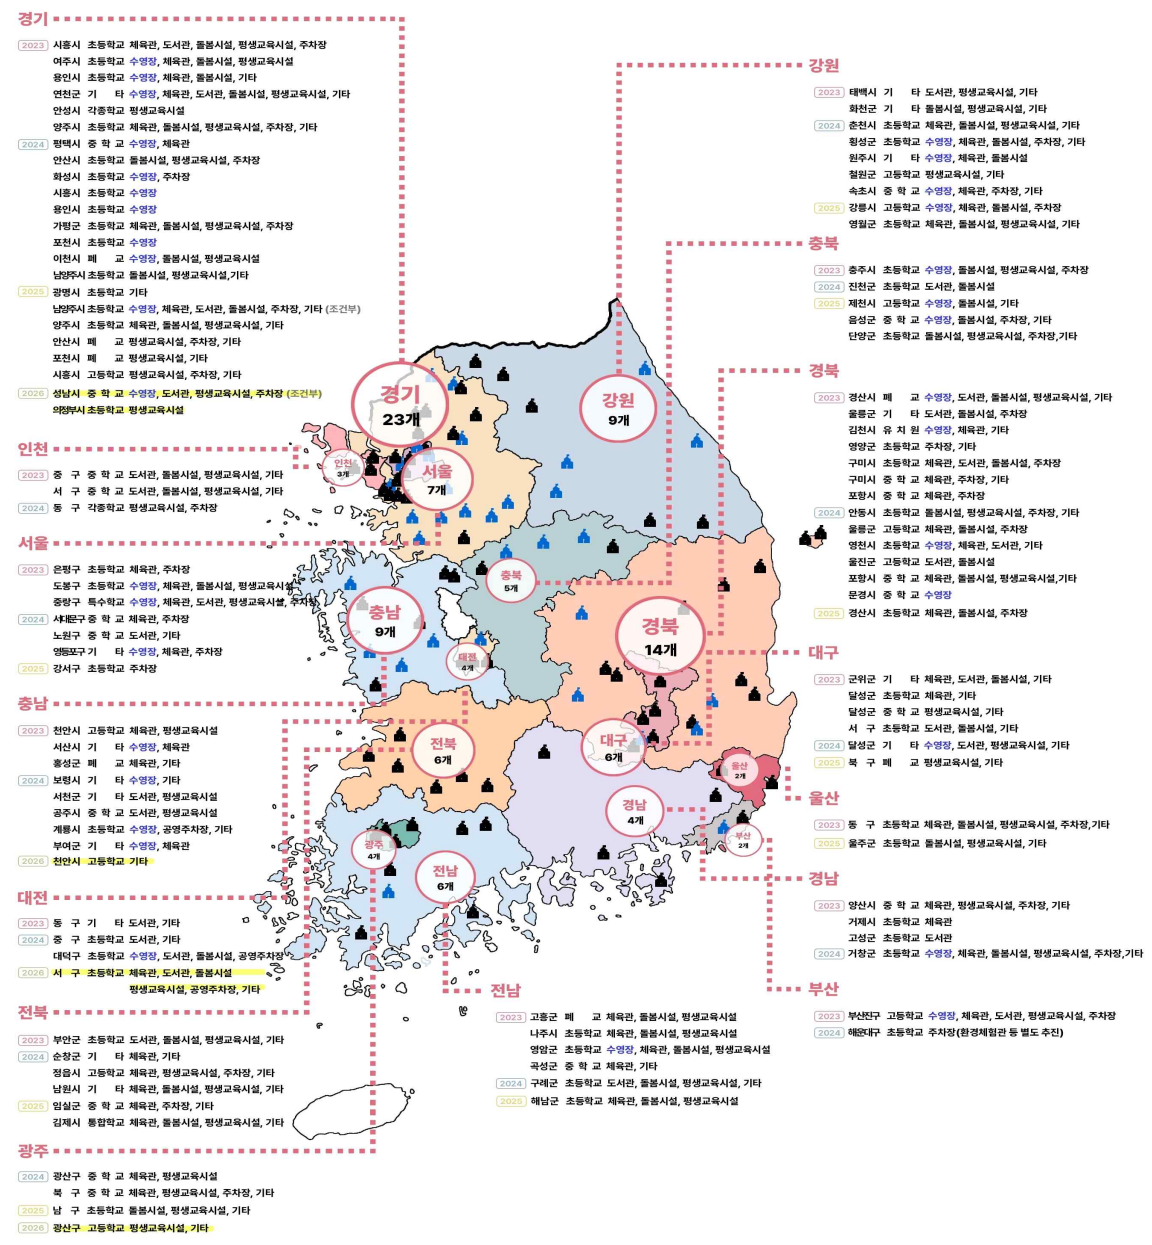 경기
2023 시흥시 초등학교 체육관, 도서관, 돌봄시설, 평생교육시설, 주차장
여주시 초등학교 수영장, 체육관, 돌봄시설, 평생교육시설
용인시 초등학교 수영장, 체육관, 돌봄시설, 기타
연천군 기 타 수영장, 체육관, 도서관, 돌봄시설, 평생교육시설, 기타
안성시 각종학교 평생교육시설
양주시 초등학교 체육관, 돌봄시설, 평생교육시설, 주차장, 기타
2024 평택시 중 학 교 수영장, 체육관
안산시 초등학교 돌봄시설, 평생교육시설, 주차장
화성시 초등학교 수영장, 주차장
시흥시 초등학교 수영장
용인시 초등학교 수영장
가평군 초등학교 체육관, 돌봄시설, 평생교육시설, 주차장
포천시 초등학교 수영장
이천시 폐 교 수영장, 돌봄시설, 평생교육시설
남양주시 초등학교 돌봄시설, 평생교육시설,기타
2025 광명시 초등학교 기타
남양주시 초등학교 수영장, 체육관, 도서관, 돌봄시설, 주차장, 기타 (조건부)
양주시 초등학교 체육관, 돌봄시설, 평생교육시설, 기타
안산시 폐 교 평생교육시설, 주차장, 기타
포천시 폐 교 평생교육시설, 기타
시흥시 고등학교 평생교육시설, 주차장, 기타
2026 성남시 중 학 교 수영장, 도서관, 평생교육시설, 주차장 (조건부)
의정부시 초등학교 평생교육시설
인천
2023 중 구 중 학 교 도서관, 돌봄시설, 평생교육시설, 기타
서 구 중 학 교 도서관, 돌봄시설, 평생교육시설, 기타
2024 동 구 각종학교 평생교육시설, 주차장
서울
2023 은평구 초등학교 체육관, 주차장
도봉구 초등학교 수영장, 체육관, 돌봄시설, 평생교육시설
중랑구 특수학교 수영장, 체육관, 도서관, 평생교육시설, 주차장
2024 서대문구 중 학 교 체육관, 주차장
노원구 중 학 교 도서관, 기타
영등포구 기 타 수영장, 체육관, 주차장
2025 강서구 초등학교 주차장
충남
2023 천안시 고등학교 체육관, 평생교육시설
서산시 기 타 수영장, 체육관
홍성군 폐 교 체육관, 기타
2024 보령시 기 타 수영장, 기타
서천군 기 타 도서관, 평생교육시설
공주시 중 학 교 도서관, 평생교육시설
계룡시 초등학교 수영장, 공영주차장, 기타
부여군 기 타 수영장, 체육관
2026 천안시 고등학교 기타
대전
2023 동 구 기 타 도서관, 기타
2024 중 구 초등학교 도서관, 기타
대덕구 초등학교 수영장, 도서관, 돌봄시설, 공영주차장
2026 서 구 초등학교 체육관, 도서관, 돌봄시설
평생교육시설, 공영주차장, 기타
전북
2023 부안군 초등학교 도서관, 돌봄시설, 평생교육시설, 기타
2024 순창군 기 타 체육관, 기타
정읍시 고등학교 체육관, 평생교육시설, 주차장, 기타
남원시 기 타 체육관, 돌봄시설, 평생교육시설, 기타
2025 임실군 중 학 교 체육관, 주차장, 기타
김제시 통합학교 체육관, 돌봄시설, 평생교육시설, 기타
광주
2024 광산구 중 학 교 체육관, 평생교육시설
북 구 중 학 교 체육관, 평생교육시설, 주차장, 기타
2025 남 구 초등학교 돌봄시설, 평생교육시설, 기타
2026 광산구 고등학교 평생교육시설, 기타
경기
23개
인천
3개
서울
7개
강원
9개
충북
5개
충남
9개
대전
4개
경북
14개
전북
6개
대구
6개
울산
2개
경남
4개
부산
2개
광주
4개
전남
6개
강원
2023 태백시 기 타 도서관, 평생교육시설, 기타
화천군 기 타 돌봄시설, 평생교육시설, 기타
2024 춘천시 초등학교 체육관, 돌봄시설, 평생교육시설, 기타
횡성군 초등학교 수영장, 체육관, 돌봄시설, 주차장, 기타
원주시 기 타 수영장, 체육관, 돌봄시설
철원군 고등학교 평생교육시설, 기타
속초시 중 학 교 수영장, 체육관, 주차장, 기타
2025 강릉시 고등학교 수영장, 체육관, 돌봄시설, 주차장
영월군 초등학교 체육관, 돌봄시설, 평생교육시설, 기타
충북
2023 충주시 초등학교 수영장, 돌봄시설, 평생교육시설, 주차장
2024 진천군 초등학교 도서관, 돌봄시설
2025 제천시 고등학교 수영장, 돌봄시설, 기타
음성군 중 학 교 수영장, 돌봄시설, 주차장, 기타
단양군 초등학교 돌봄시설, 평생교육시설, 주차장,기타
경북
2023 경산시 폐 교 수영장, 도서관, 돌봄시설, 평생교육시설, 기타
울릉군 기 타 도서관, 돌봄시설, 주차장
김천시 유 치 원 수영장, 체육관, 기타
영양군 고등학교 주차장, 기타
구미시 초등학교 체육관, 도서관, 돌봄시설, 주차장
구미시 중 학 교 체육관, 주차장, 기타
포항시 중 학 교 체육관, 주차장
2024 안동시 초등학교 돌봄시설, 평생교육시설, 주차장, 기타
울릉군 고등학교 체육관, 돌봄시설, 주차장
영천시 초등학교 수영장, 체육관, 도서관, 기타
울진군 고등학교 도서관, 돌봄시설
포항시 중 학 교 체육관, 돌봄시설, 평생교육시설,기타
문경시 중 학 교 수영장
2025 경산시 초등학교 체육관, 돌봄시설, 주차장
대구
2023 군위군 기 타 체육관, 도서관, 돌봄시설, 기타
달성군 초등학교 체육관, 기타
달성군 중 학 교 평생교육시설, 기타
서 구 초등학교 도서관, 돌봄시설, 기타
2024 달성군 기 타 수영장, 도서관, 평생교육시설, 기타
2025 북 구 폐 교 평생교육시설, 기타
울산
2023 동 구 초등학교 체육관, 돌봄시설, 평생교육시설, 주차장,기타
2025 울주군 초등학교 돌봄시설, 평생교육시설, 기타
경남
2023 양산시 중 학 교 체육관, 평생교육시설, 주차장, 기타
거제시 초등학교 체육관
고성군 초등학교 도서관
2024 거창군 초등학교 수영장, 체육관, 돌봄시설, 평생교육시설, 주차장,기타
부산
2023 부산진구 고등학교 수영장, 체육관, 도서관, 평생교육시설, 주차장
2024 해운대구 초등학교 주차장(환경체험관 등 별도 추진)
전남
2023 고흥군 폐 교 체육관, 돌봄시설, 평생교육시설
나주시 초등학교 체육관, 돌봄시설, 평생교육시설
영암군 초등학교 수영장, 체육관, 돌봄시설, 평생교육시설
곡성군 중 학 교 체육관, 기타
2024 구례군 초등학교 도서관, 돌봄시설, 평생교육시설, 기타
2025 해남군 초등학교 체육관, 돌봄시설, 평생교육시설